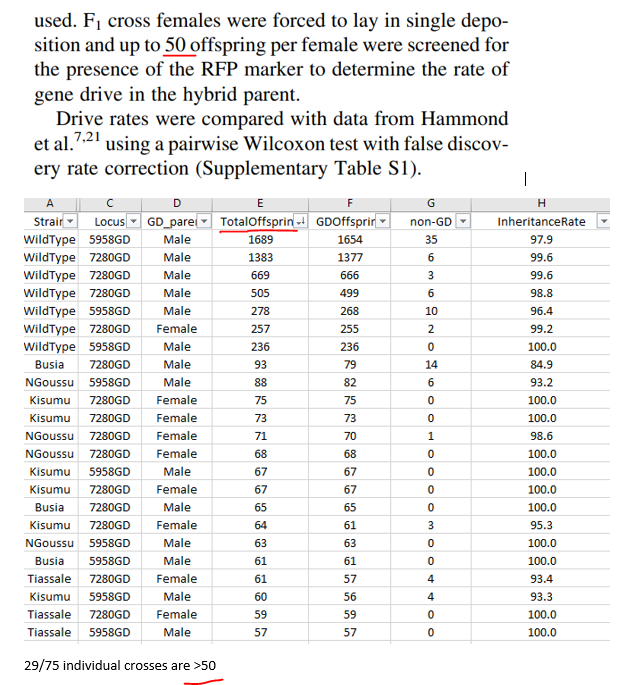 used. F₁ cross females were forced to lay in single depo-
sition and up to 50 offspring per female were screened for
the presence of the RFP marker to determine the rate of
gene drive in the hybrid parent.
Drive rates were compared with data from Hammond
et al.⁷,²¹ using a pairwise Wilcoxon test with false discov-
ery rate correction (Supplementary Table S1).
A C D E F G H
Strair Locus GD_parei TotalOffsprin GDOffsprir non-GD InheritanceRate
WildType 5958GD Male 1689 1654 35 97.9
WildType 7280GD Male 1383 1377 6 99.6
WildType 7280GD Male 669 666 3 99.6
WildType 7280GD Male 505 499 6 98.8
WildType 5958GD Male 278 268 10 96.4
WildType 7280GD Female 257 255 2 99.2
WildType 5958GD Male 236 236 0 100.0
Busia 7280GD Male 93 79 14 84.9
NGoussu 5958GD Male 88 82 6 93.2
Kisumu 7280GD Female 75 75 0 100.0
Kisumu 7280GD Female 73 73 0 100.0
NGoussu 7280GD Female 71 70 1 98.6
NGoussu 7280GD Female 68 68 0 100.0
Kisumu 5958GD Male 67 67 0 100.0
Kisumu 7280GD Female 67 67 0 100.0
Busia 7280GD Male 65 65 0 100.0
Kisumu 7280GD Female 64 61 3 95.3
NGoussu 5958GD Male 63 63 0 100.0
Busia 5958GD Male 61 61 0 100.0
Tiassale 7280GD Female 61 57 4 93.4
Kisumu 5958GD Male 60 56 4 93.3
Tiassale 7280GD Female 59 59 0 100.0
Tiassale 5958GD Male 57 57 0 100.0
29/75 individual crosses are >50